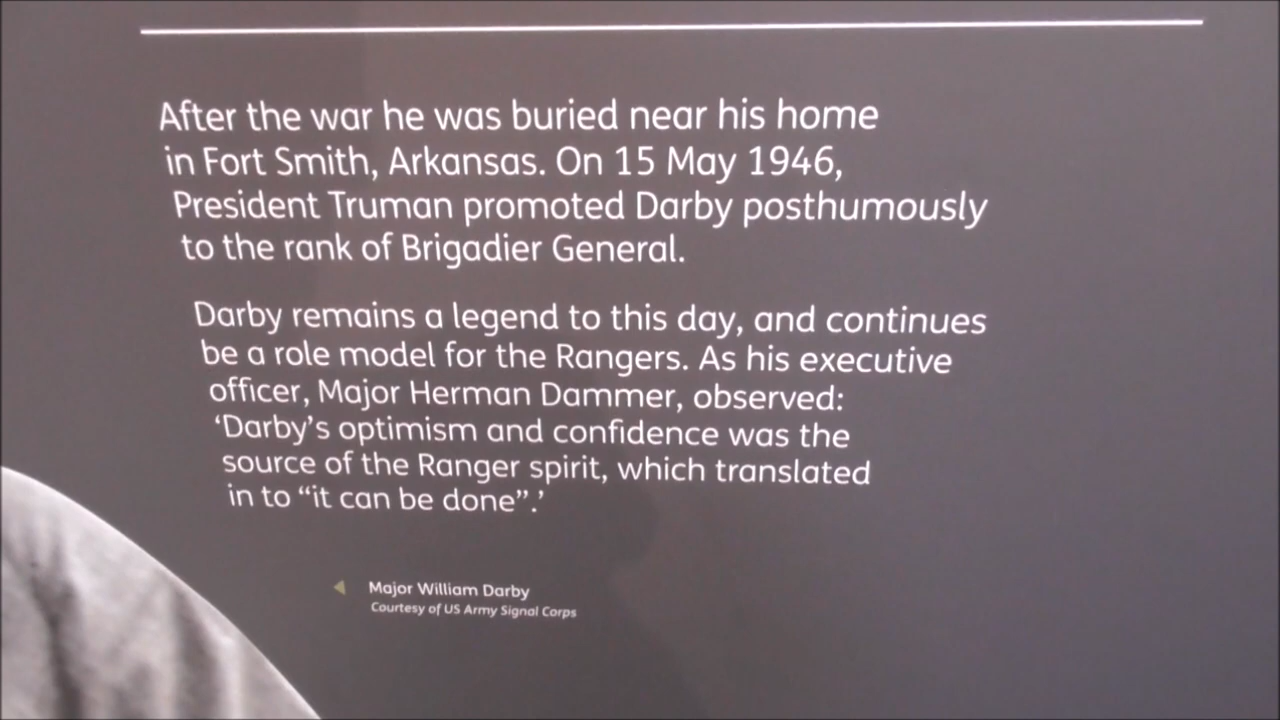 After the war he was buried near his home
in Fort Smith, Arkansas. On 15 May 1946,
President Truman promoted Darby posthumously
to the rank of Brigadier General.
Darby remains a legend to this day, and continues
be a role model for the Rangers. As his executive
officer, Major Herman Dammer, observed:
‘Darby’s optimism and confidence was the
source of the Ranger spirit, which translated
in to “it can be done”.’
Major William Darby
Courtesy of US Army Signal Corps